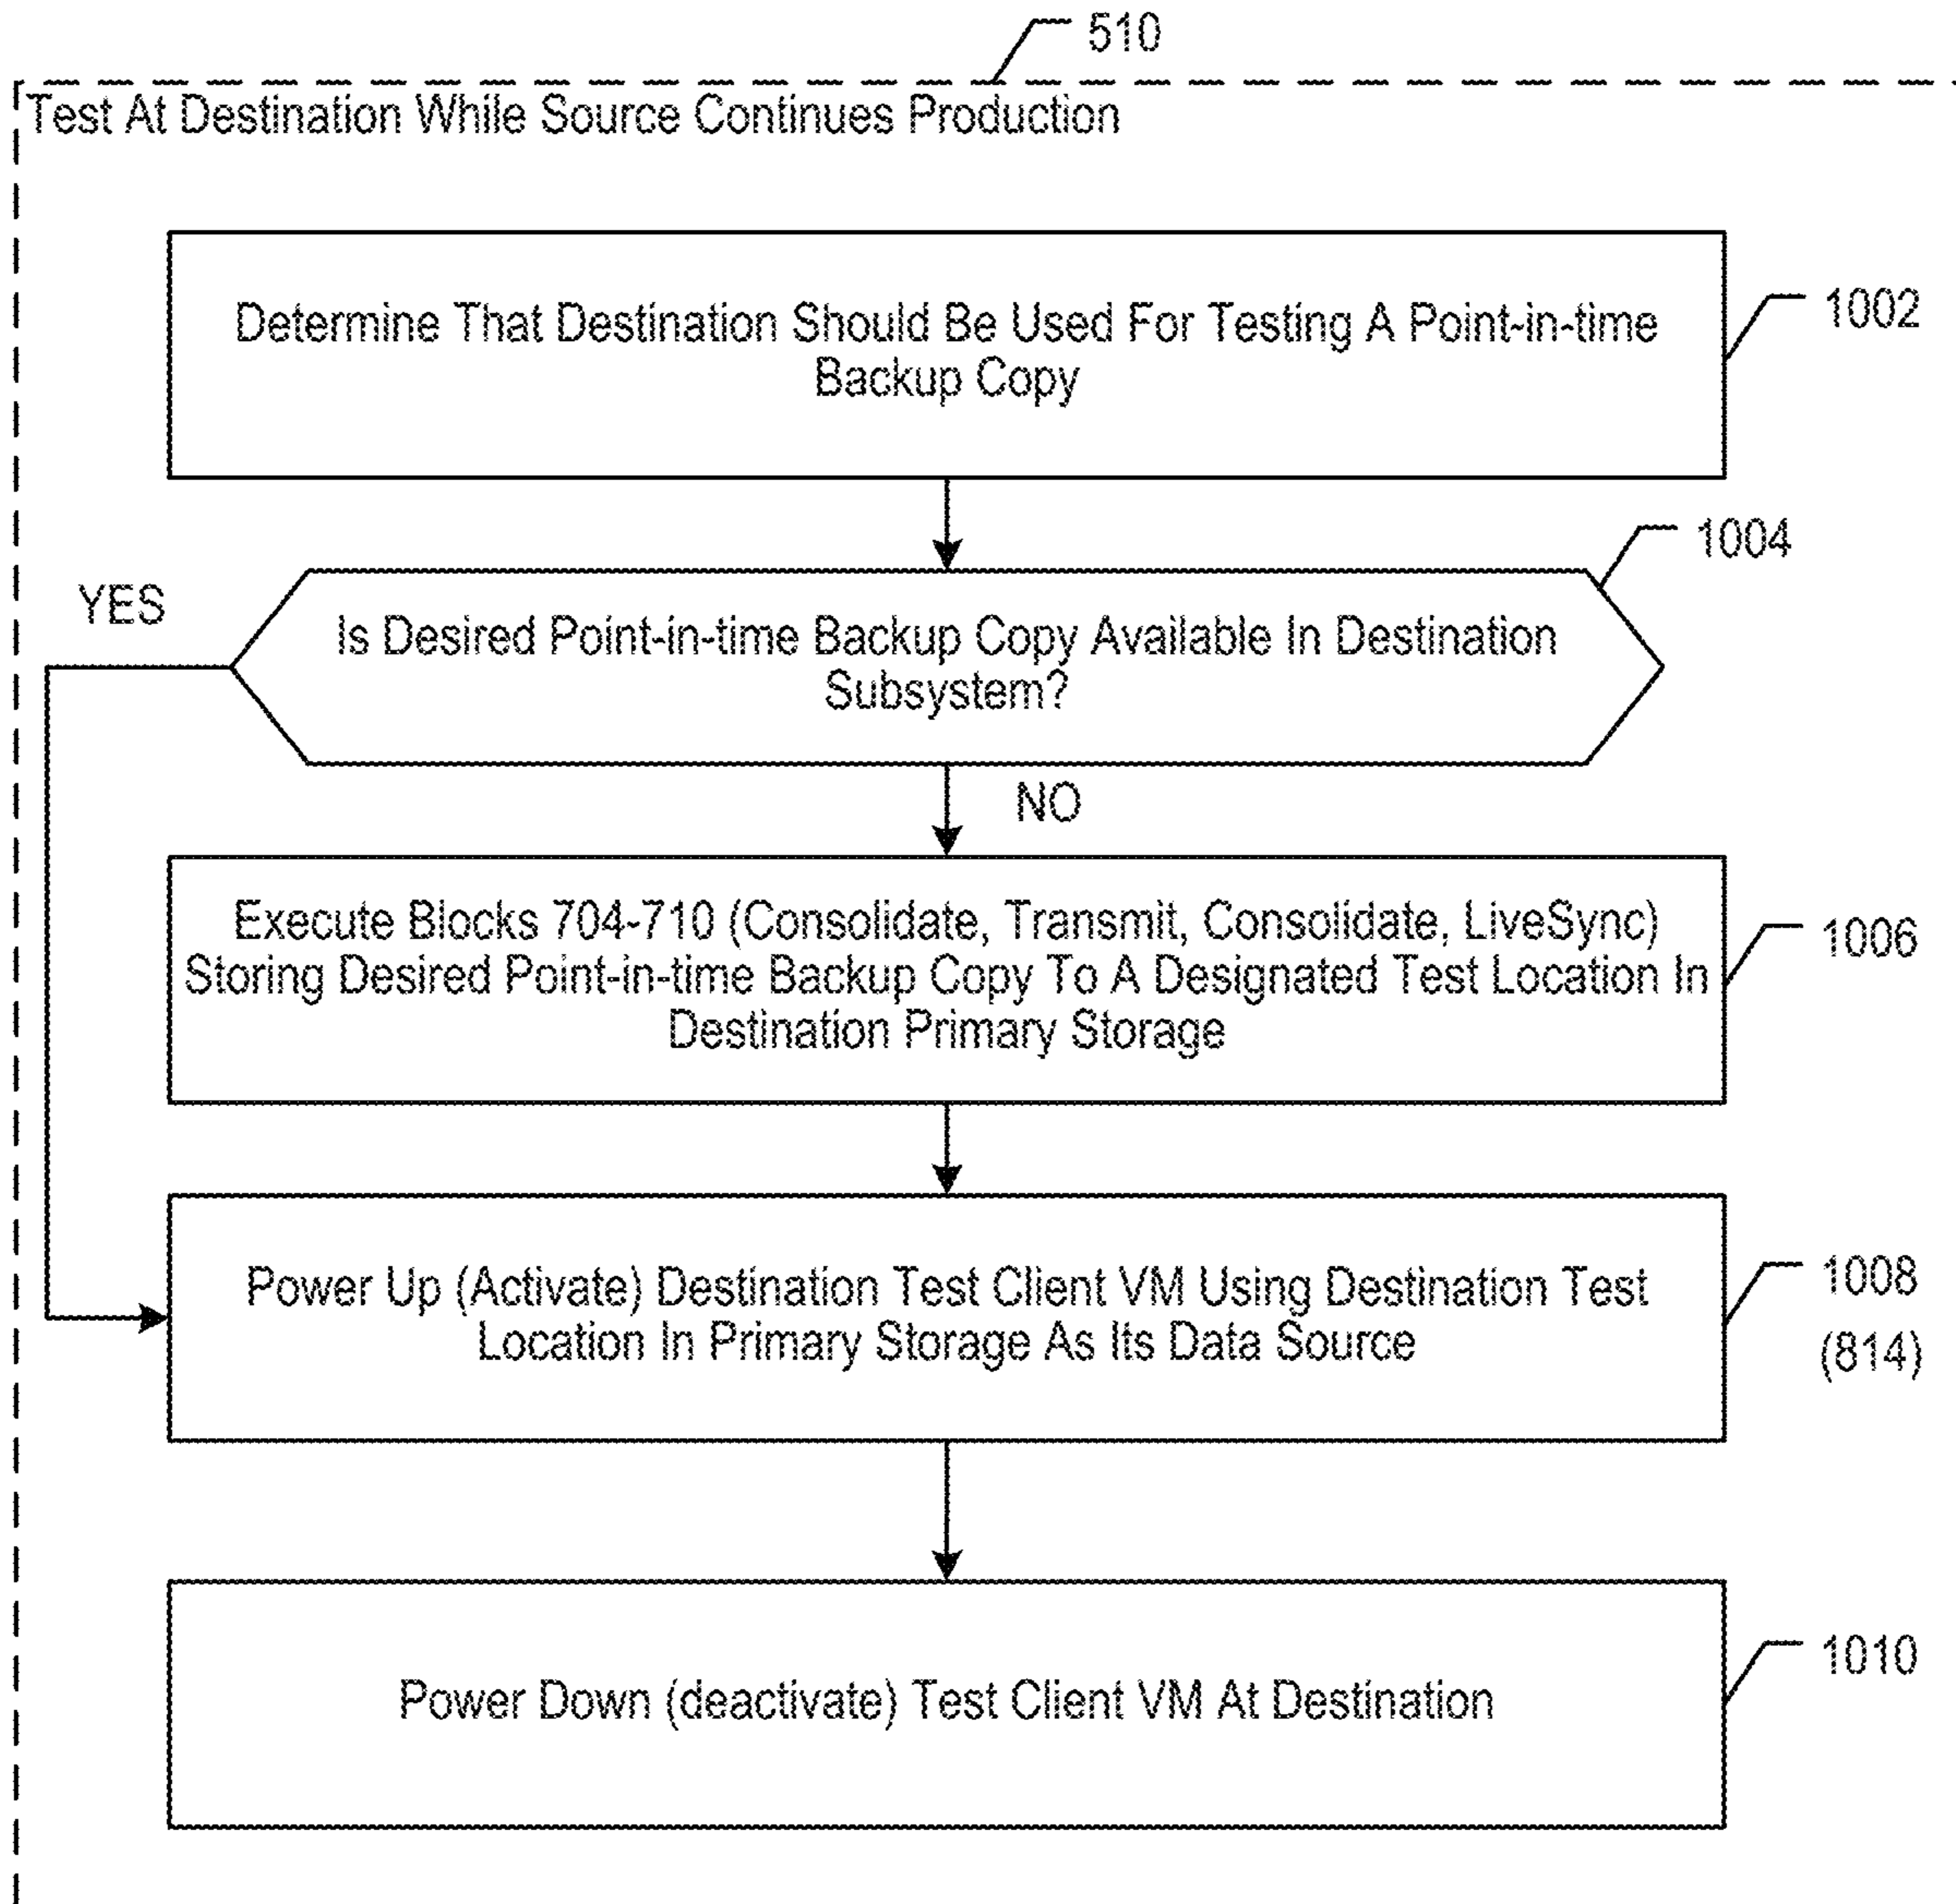 510
Test At Destination While Source Continues Production
Determine That Destination Should Be Used For Testing A Point-in-time
Backup Copy
1002
1004
YES
Is Desired Point-in-time Backup Copy Available In Destination
Subsystem?
NO
Execute Blocks 704-710 (Consolidate, Transmit, Consolidate, LiveSync)
Storing Desired Point-in-time Backup Copy To A Designated Test Location In
Destination Primary Storage
1006
Power Up (Activate) Destination Test Client VM Using Destination Test
Location In Primary Storage As Its Data Source
1008
(814)
Power Down (deactivate) Test Client VM At Destination
1010